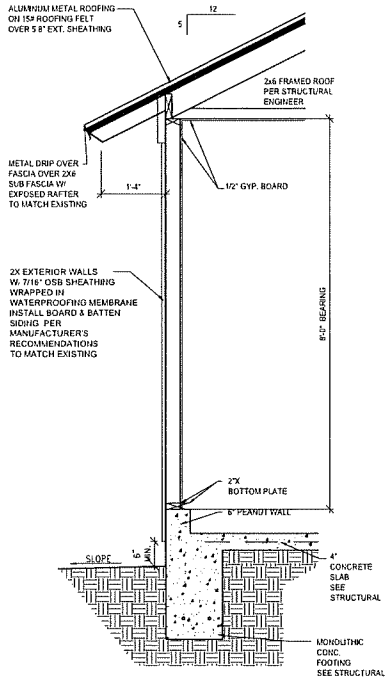 ALUMINUM METAL ROOFING
ON 15# ROOFING FELT
OVER 5 8" EXT. SHEATHING
12
5
2x6 FRAMED ROOF
PER STRUCTURAL
ENGINEER
METAL DRIP OVER
FASCIA OVER 2X6
SUB FASCIA W/
EXPOSED RAFTER
TO MATCH EXISTING
1'-4"
1/2" GYP. BOARD
2X EXTERIOR WALLS
W/ 7/16" OSB SHEATHING
WRAPPED IN
WATERPROOFING MEMBRANE
INSTALL BOARD & BATTEN
SIDING PER
MANUFACTURER'S
RECOMMENDATIONS
TO MATCH EXISTING
8'-0" BEARING
2"X
BOTTOM PLATE
6" PEANUT WALL
6"
MIN.
SLOPE
4"
CONCRETE
SLAB
SEE
STRUCTURAL
MONOLITHIC
CONC.
FOOTING
SEE STRUCTURAL